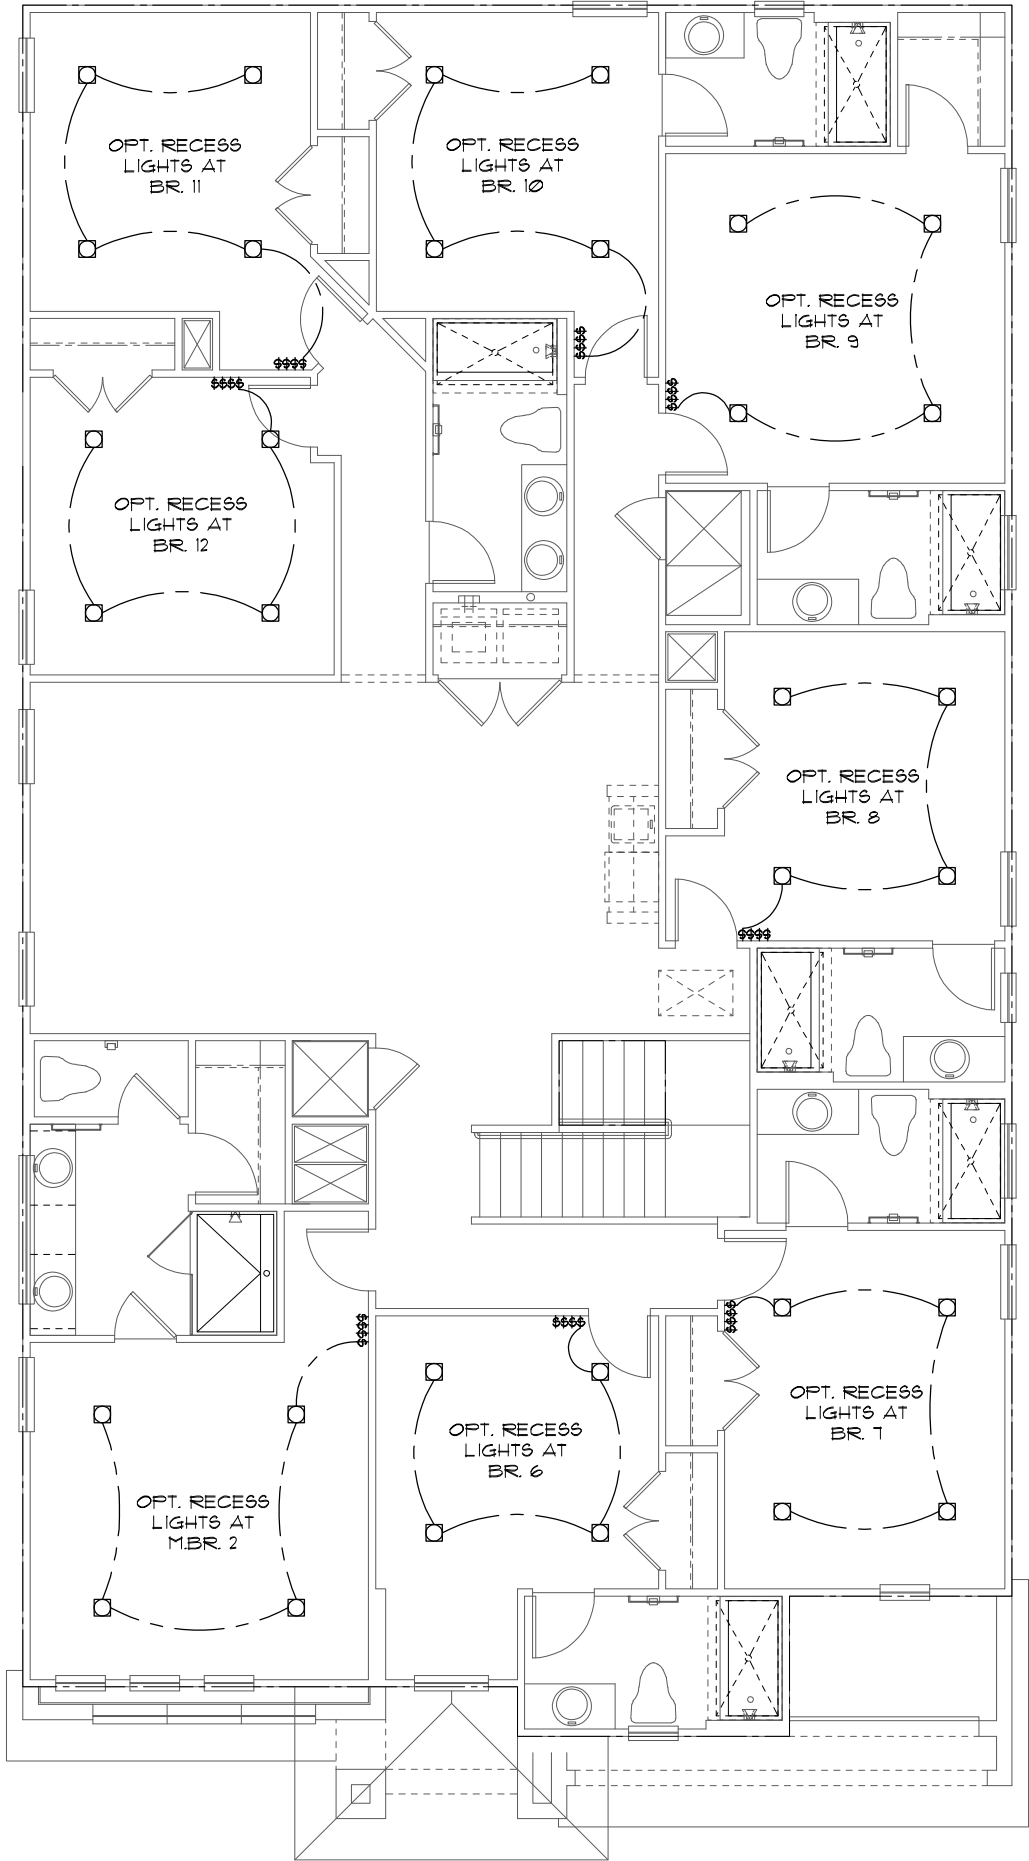 OPT. RECESS
LIGHTS AT
BR. 11
OPT. RECESS
LIGHTS AT
BR. 10
OPT. RECESS
LIGHTS AT
BR. 9
$$$$
$$$$
$$$$
$$$$
OPT. RECESS
LIGHTS AT
BR. 12
OPT. RECESS
LIGHTS AT
BR. 8
$$$$
$$$$
$$$$
$$$$
OPT. RECESS
LIGHTS AT
BR. 7
OPT. RECESS
LIGHTS AT
BR. 6
OPT. RECESS
LIGHTS AT
M.BR. 2